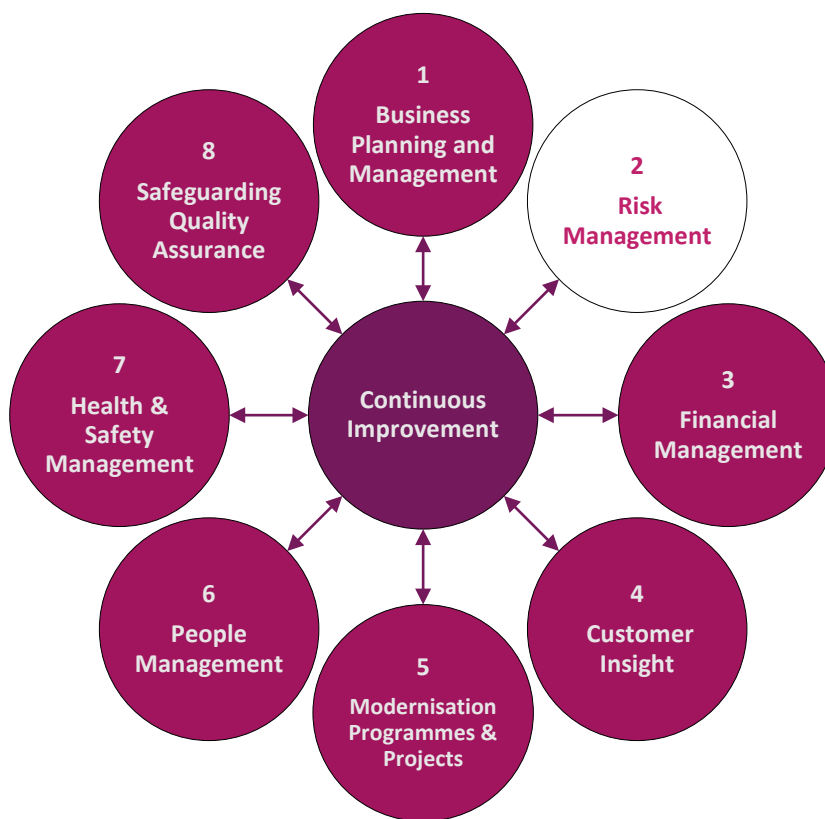 1
Business
Planning and
Management
2
Risk
Management
3
Financial
Management
4
Customer
Insight
5
Modernisation
Programmes &
Projects
6
People
Management
7
Health &
Safety
Management
8
Safeguarding
Quality
Assurance
Continuous
Improvement